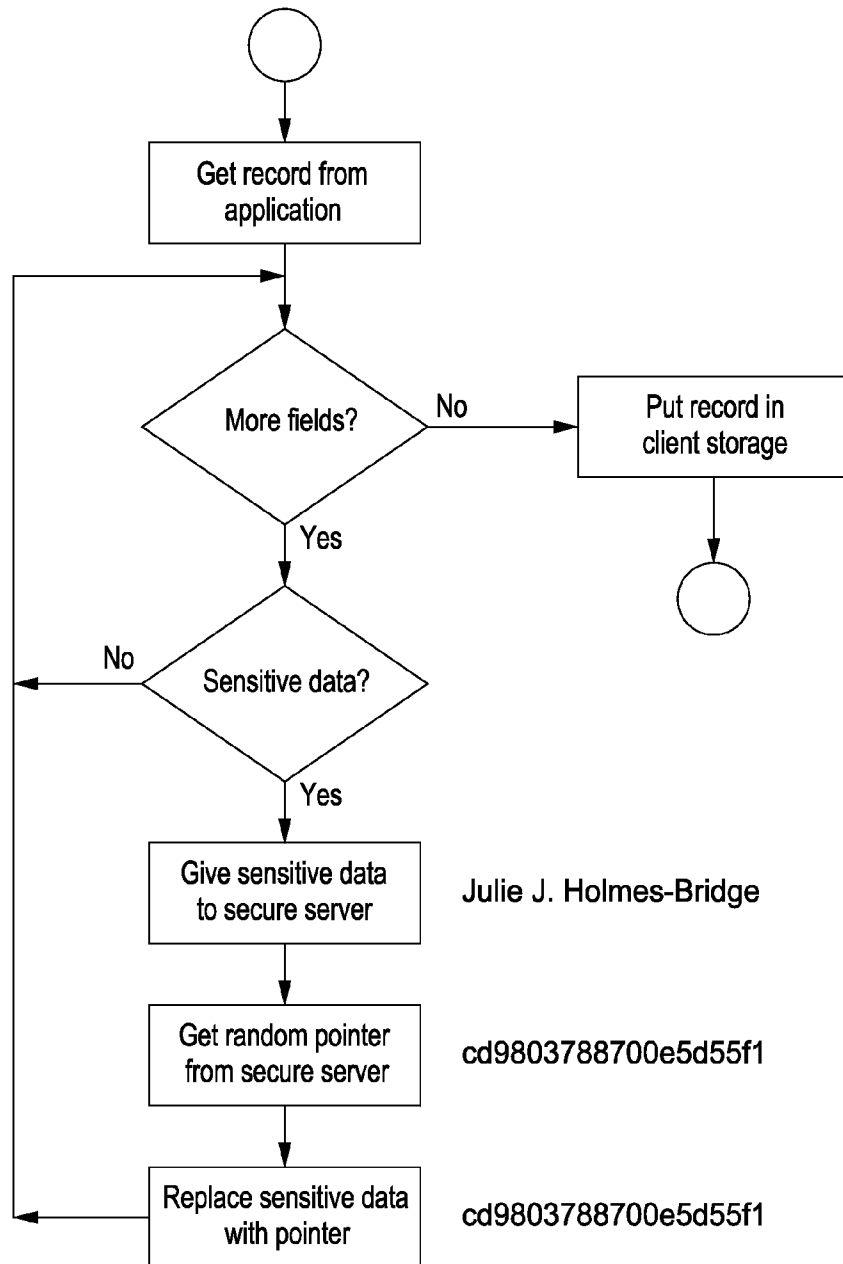 Get record from
application
More fields?
No
Put record in
client storage
Yes
No
Sensitive data?
Yes
Give sensitive data
to secure server
Julie J. Holmes-Bridge
Get random pointer
from secure server
cd9803788700e5d55f1
Replace sensitive data
with pointer
cd9803788700e5d55f1